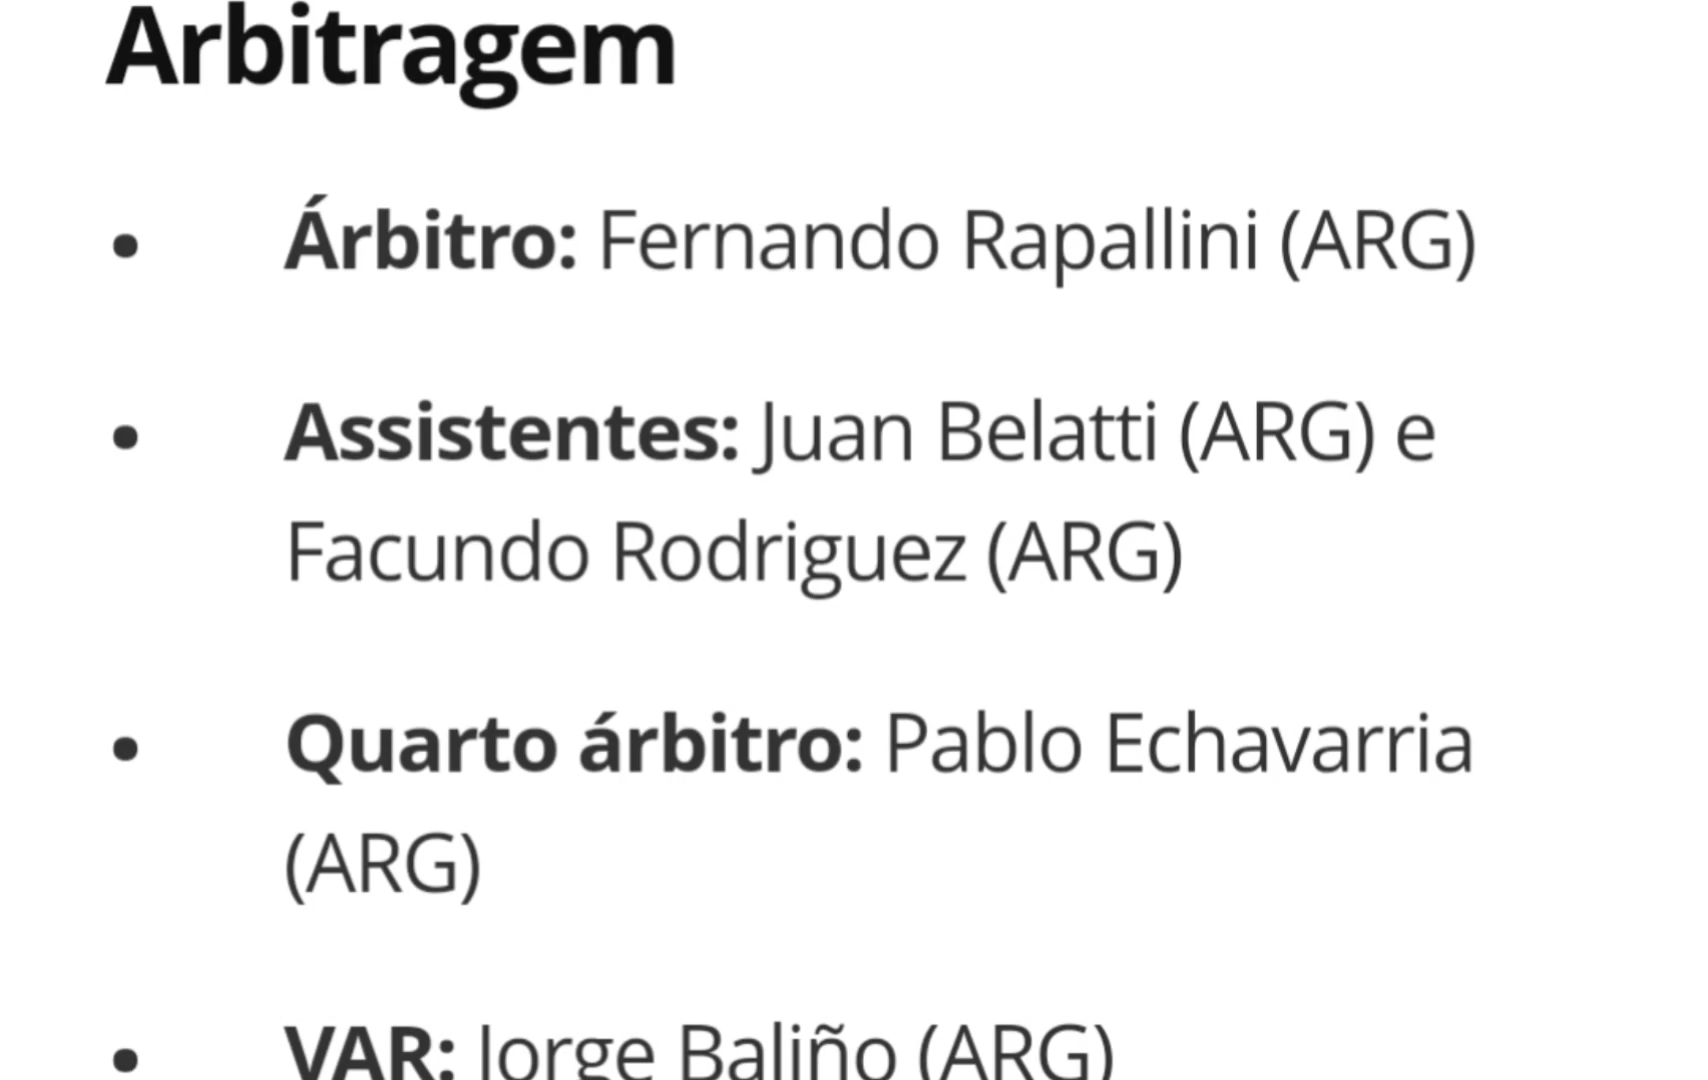 Arbitragem
• Árbitro: Fernando Rapallini (ARG)
• Assistentes: Juan Belatti (ARG) e
Facundo Rodriguez (ARG)
• Quarto árbitro: Pablo Echavarria
(ARG)
• VAR: Jorge Baliño (ARG)